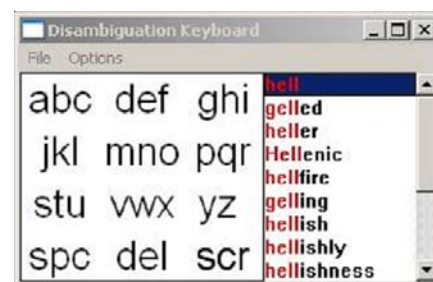 Disambiguation Keyboard
File Options
abc def ghi
jkl mno pqr
stu vwx yz
spc del scr
hell
gelled
heller
Hellenic
hellfire
gelling
hellish
hellishly
hellishness